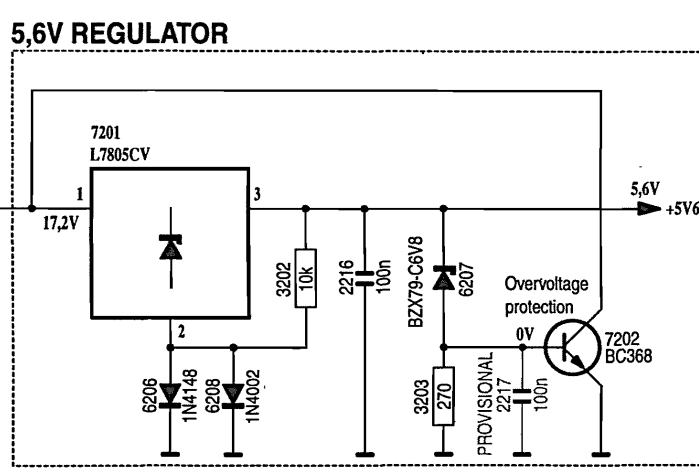 5,6V REGULATOR
7201
L7805CV
1
3
17,2V
5,6V
+5V6
2
3202
10k
2216
100n
BZX79-C6V8
6207
Overvoltage
protection
0V
7202
BC368
6206
1N4148
6208
1N4002
3203
270
PROVISIONAL
2217
100n